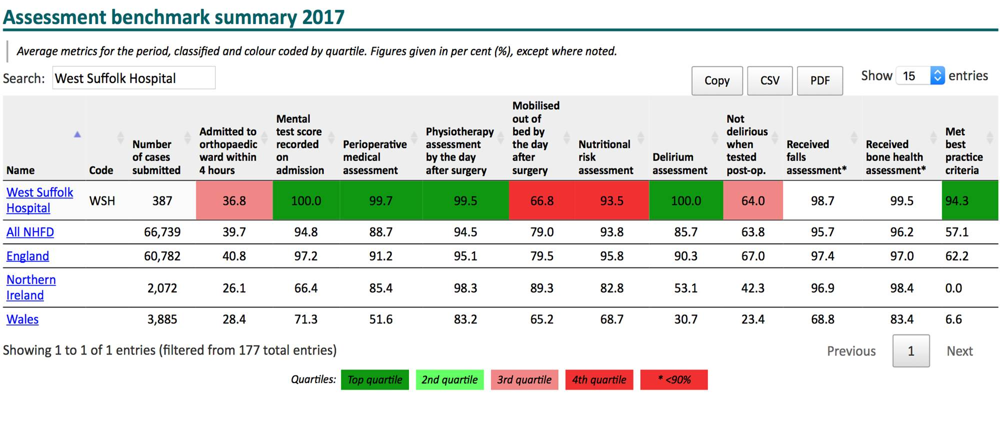 Assessment benchmark summary 2017
Average metrics for the period, classified and colour coded by quartile. Figures given in per cent (%), except where noted.
Search: West Suffolk Hospital Copy CSV PDF Show 15 entries
Name
Code
Number
of cases
submitted
Admitted to
orthopaedic
ward within
4 hours
Mental
test score
recorded
on
admission
Perioperative
medical
assessment
Physiotherapy
assessment
by the day
after surgery
Mobilised
out of
bed by
the day
after
surgery
Nutritional
risk
assessment
Delirium
assessment
Not
delirious
when
tested
post-op.
Received
falls
assessment*
Received
bone health
assessment*
Met
best
practice
criteria
West Suffolk
Hospital
WSH 387 36.8 100.0 99.7 99.5 66.8 93.5 100.0 64.0 98.7 99.5 94.3
All NHFD 66,739 39.7 94.8 88.7 94.5 79.0 93.8 85.7 63.8 95.7 96.2 57.1
England 60,782 40.8 97.2 91.2 95.1 79.5 95.8 90.3 67.0 97.4 97.0 62.2
Northern
Ireland
2,072 26.1 66.4 85.4 98.3 89.3 82.8 53.1 42.3 96.9 98.4 0.0
Wales 3,885 28.4 71.3 51.6 83.2 65.2 68.7 30.7 23.4 68.8 83.4 6.6
Showing 1 to 1 of 1 entries (filtered from 177 total entries) Previous 1 Next
Quartiles: Top quartile 2nd quartile 3rd quartile 4th quartile * <90%